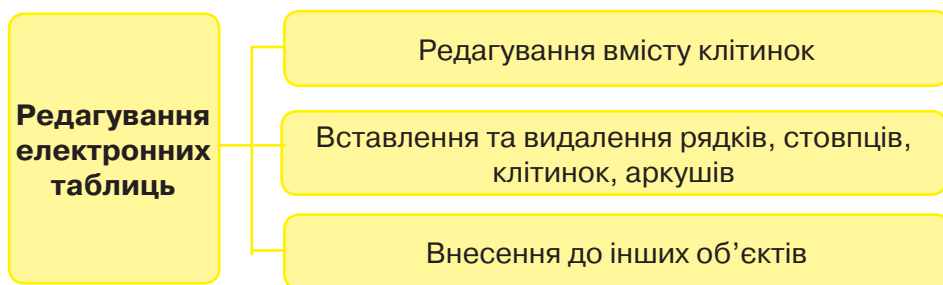 Редагування
електронних
таблиць
Редагування вмісту клітинок
Вставлення та видалення рядків, стовпців,
клітинок, аркушів
Внесення до інших об’єктів